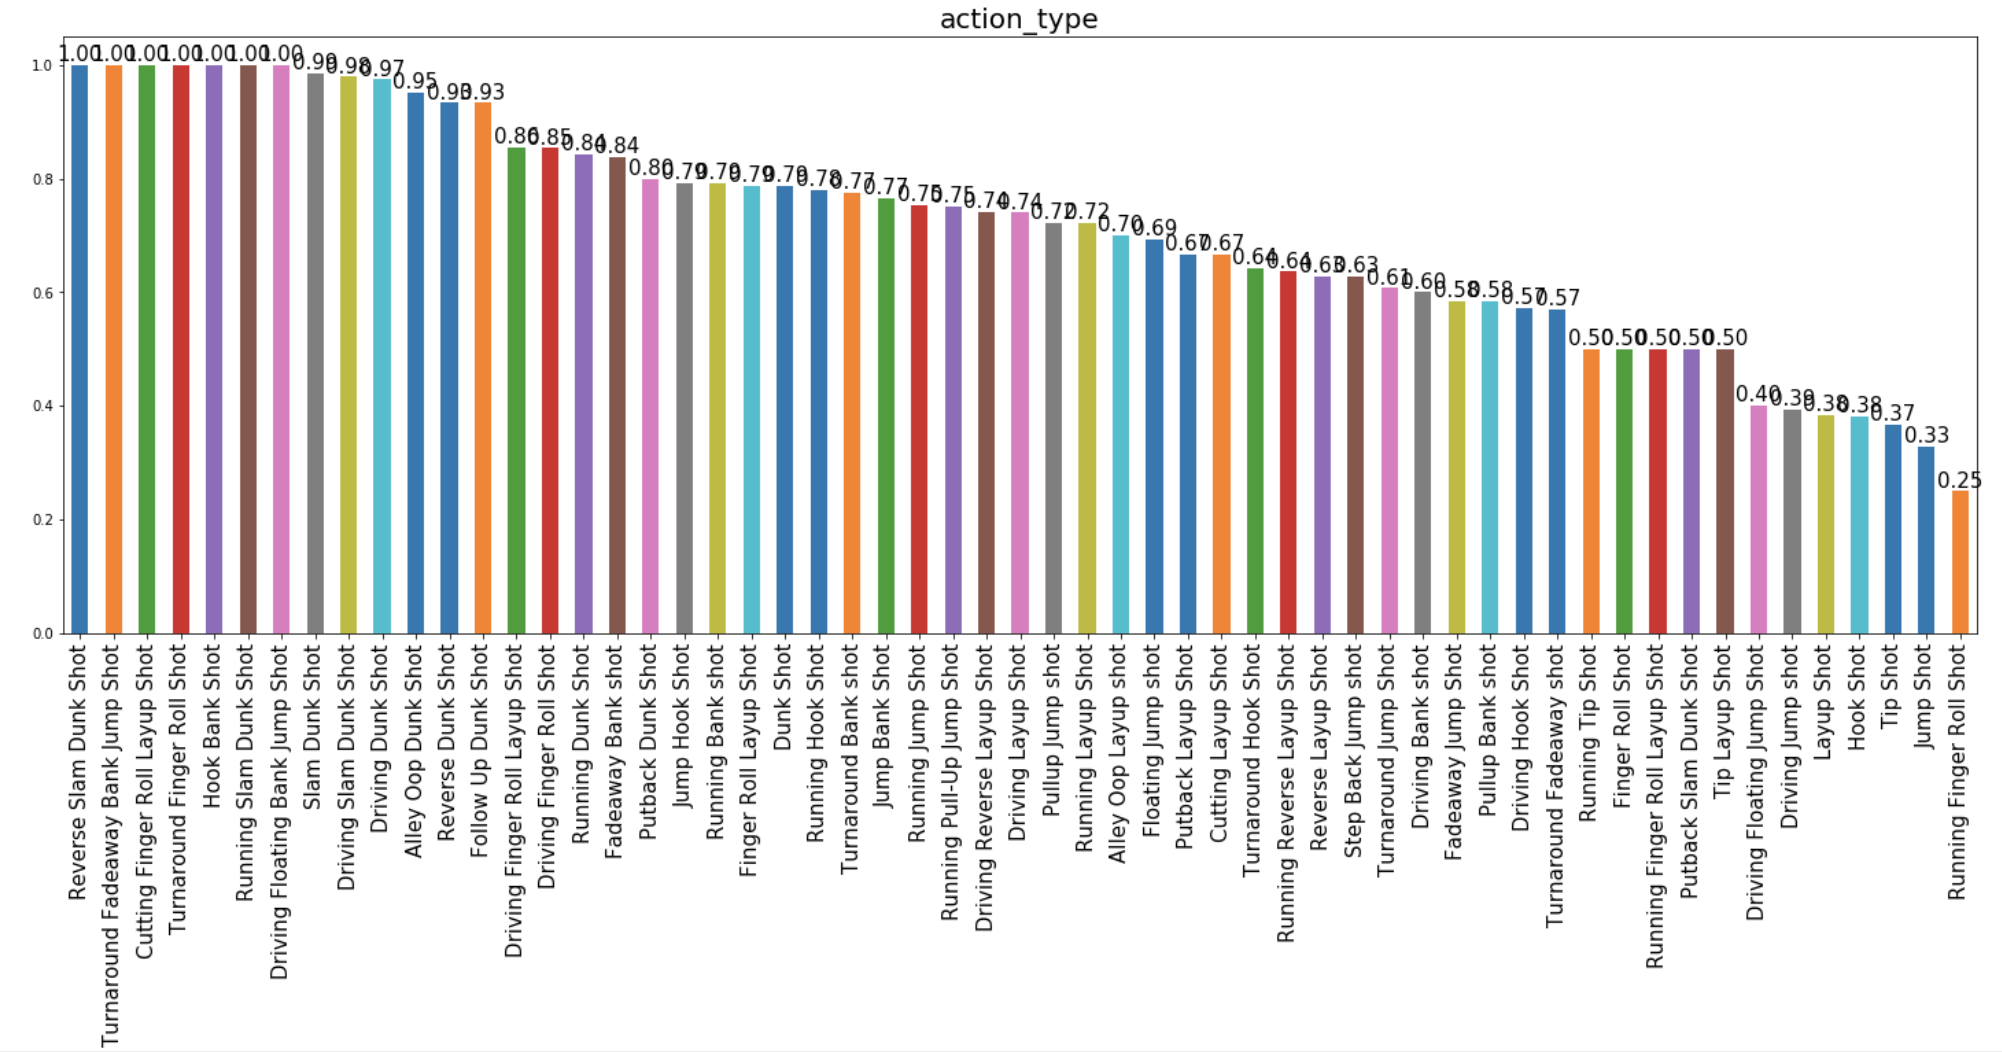 action_type
1.00
1.00
1.00
1.00
1.00
1.00
1.00
0.99
0.98
0.97
0.95
0.93
0.93
0.86
0.85
0.84
0.84
0.80
0.79
0.79
0.79
0.79
0.78
0.77
0.77
0.75
0.75
0.74
0.74
0.72
0.72
0.70
0.69
0.67
0.67
0.64
0.64
0.63
0.63
0.61
0.60
0.58
0.58
0.57
0.57
0.50
0.50
0.50
0.50
0.50
0.40
0.39
0.38
0.38
0.37
0.33
0.25
1.0
0.8
0.6
0.4
0.2
0.0
Reverse Slam Dunk Shot
Turnaround Fadeaway Bank Jump Shot
Cutting Finger Roll Layup Shot
Turnaround Finger Roll Shot
Hook Bank Shot
Running Slam Dunk Shot
Driving Floating Bank Jump Shot
Slam Dunk Shot
Driving Slam Dunk Shot
Driving Dunk Shot
Alley Oop Dunk Shot
Reverse Dunk Shot
Follow Up Dunk Shot
Driving Finger Roll Layup Shot
Driving Finger Roll Shot
Running Dunk Shot
Fadeaway Bank shot
Putback Dunk Shot
Jump Hook Shot
Running Bank shot
Finger Roll Layup Shot
Dunk Shot
Running Hook Shot
Turnaround Bank shot
Jump Bank Shot
Running Jump Shot
Running Pull-Up Jump Shot
Driving Reverse Layup Shot
Driving Layup Shot
Pullup Jump shot
Running Layup Shot
Alley Oop Layup shot
Floating Jump shot
Putback Layup Shot
Cutting Layup Shot
Turnaround Hook Shot
Running Reverse Layup Shot
Reverse Layup Shot
Step Back Jump shot
Turnaround Jump Shot
Driving Bank shot
Fadeaway Jump Shot
Pullup Bank shot
Driving Hook Shot
Turnaround Fadeaway shot
Running Tip Shot
Finger Roll Shot
Running Finger Roll Layup Shot
Putback Slam Dunk Shot
Tip Layup Shot
Driving Floating Jump Shot
Driving Jump shot
Layup Shot
Hook Shot
Tip Shot
Jump Shot
Running Finger Roll Shot